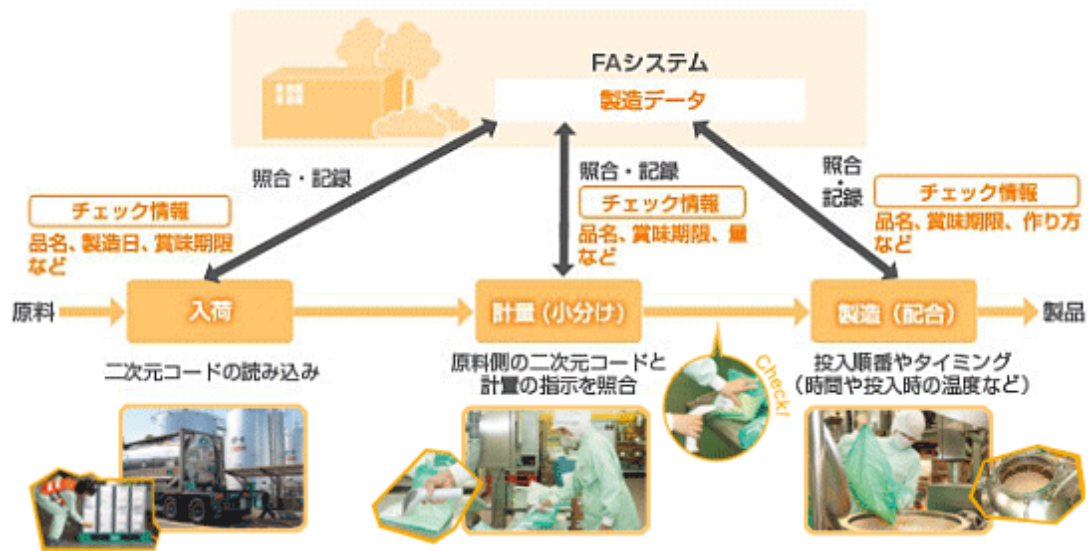 FAシステム
製造データ
照合・記録
照合・記録
照合
・
記録
チェック情報
品名、製造日、賞味期限
など
チェック情報
品名、賞味期限、量
など
チェック情報
品名、賞味期限、作り方
など
原料
入荷
計量(小分け)
製造(配合)
製品
二次元コードの読み込み
原料側の二次元コードと
計量の指示を照合
Check!
投入順番やタイミング
(時間や投入時の温度など)